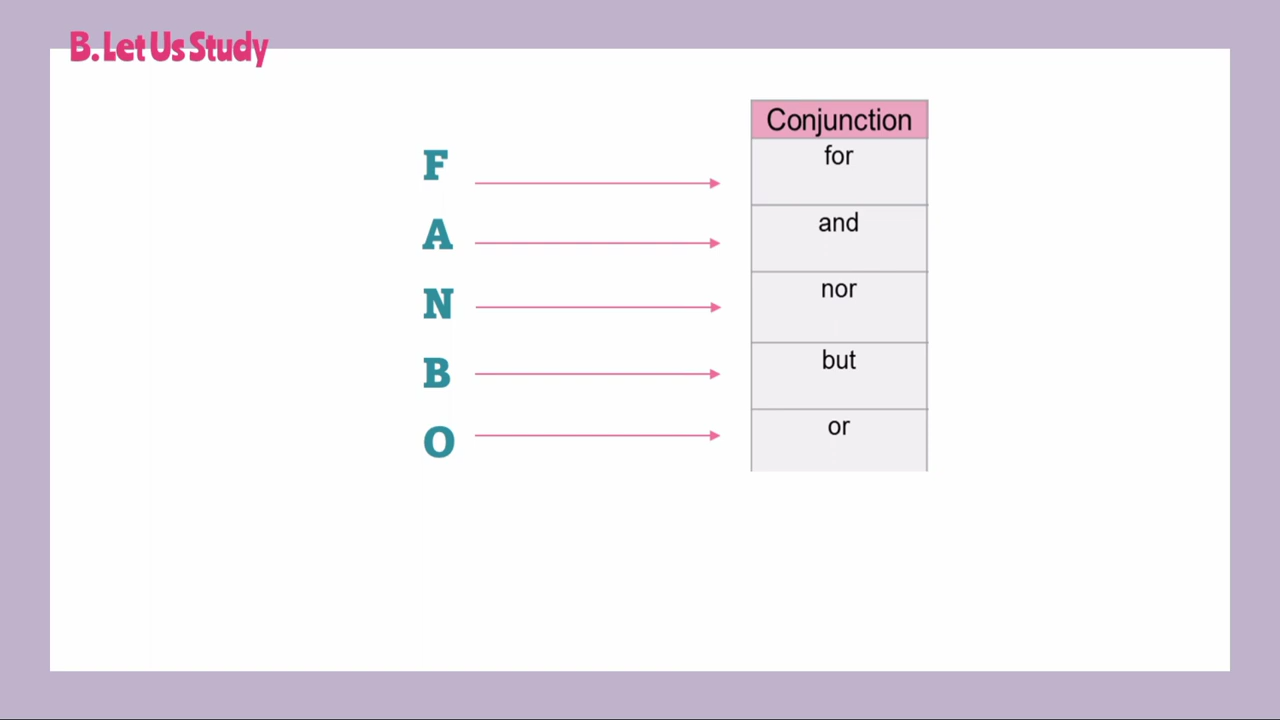 B. Let Us Study
Conjunction
F for
A and
N nor
B but
O or